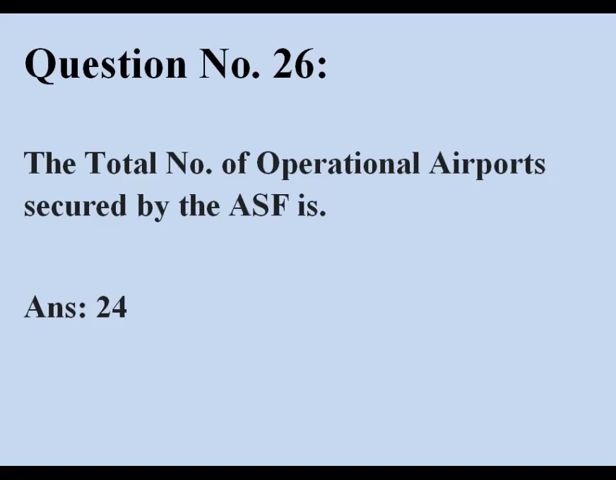 Question No. 26:
The Total No. of Operational Airports
secured by the ASF is.
Ans: 24